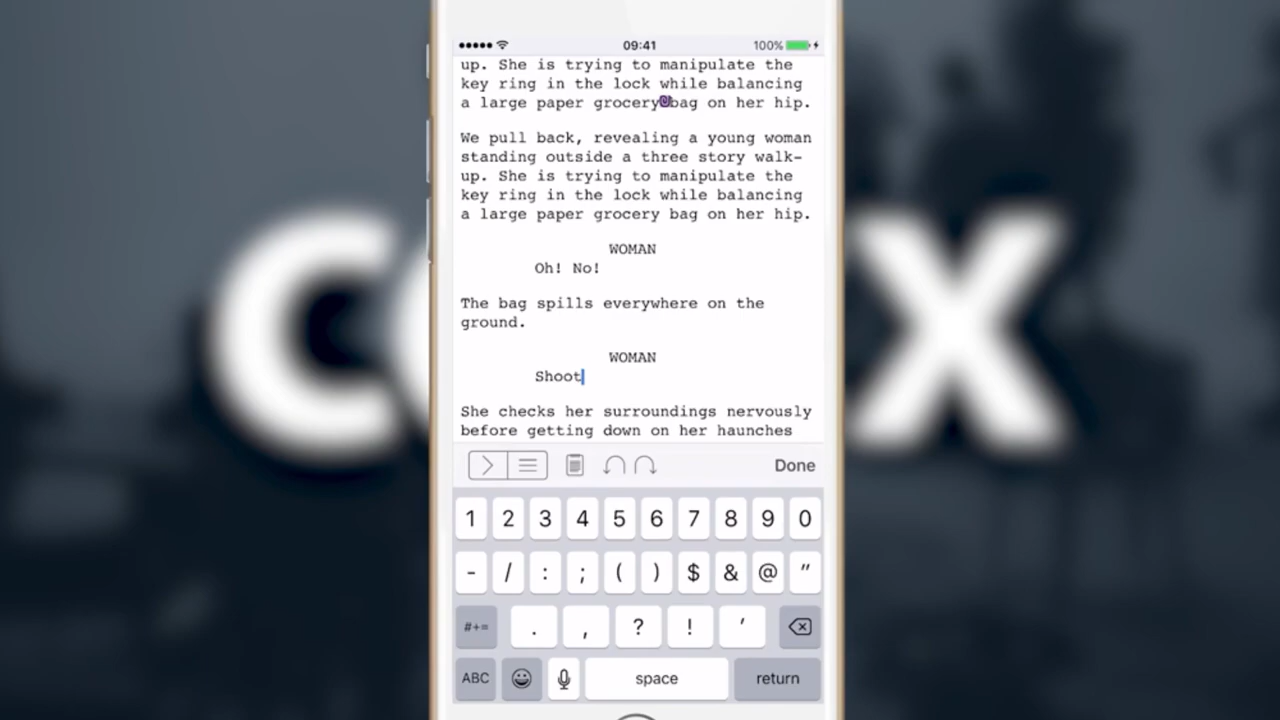 09:41
100%
up. She is trying to manipulate the
key ring in the lock while balancing
a large paper grocery bag on her hip.
We pull back, revealing a young woman
standing outside a three story walk-
up. She is trying to manipulate the
key ring in the lock while balancing
a large paper grocery bag on her hip.
WOMAN
Oh! No!
The bag spills everywhere on the
ground.
WOMAN
Shoot
She checks her surroundings nervously
before getting down on her haunches
Done
1 2 3 4 5 6 7 8 9 0
- / : ; ( ) $ & @ "
#+= . , ? ! '
ABC space return